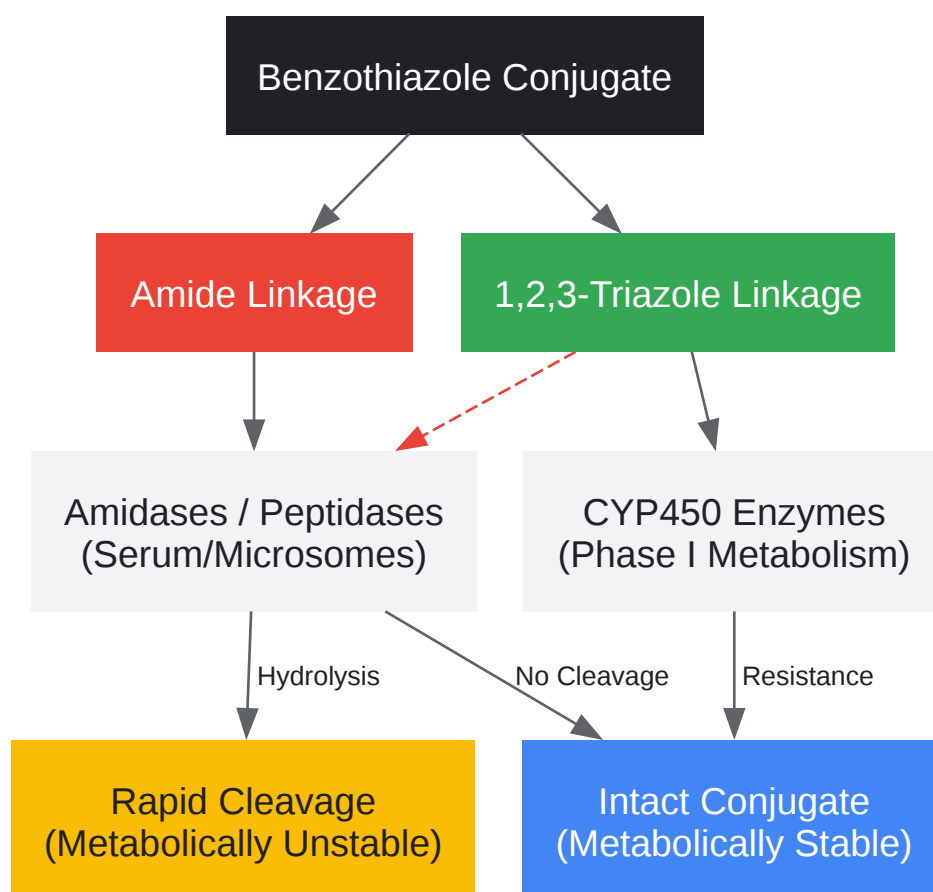 Benzothiazole Conjugate
Amide Linkage
1,2,3-Triazole Linkage
Amidases / Peptidases
(Serum/Microsomes)
CYP450 Enzymes
(Phase I Metabolism)
Hydrolysis
No Cleavage
Resistance
Rapid Cleavage
(Metabolically Unstable)
Intact Conjugate
(Metabolically Stable)